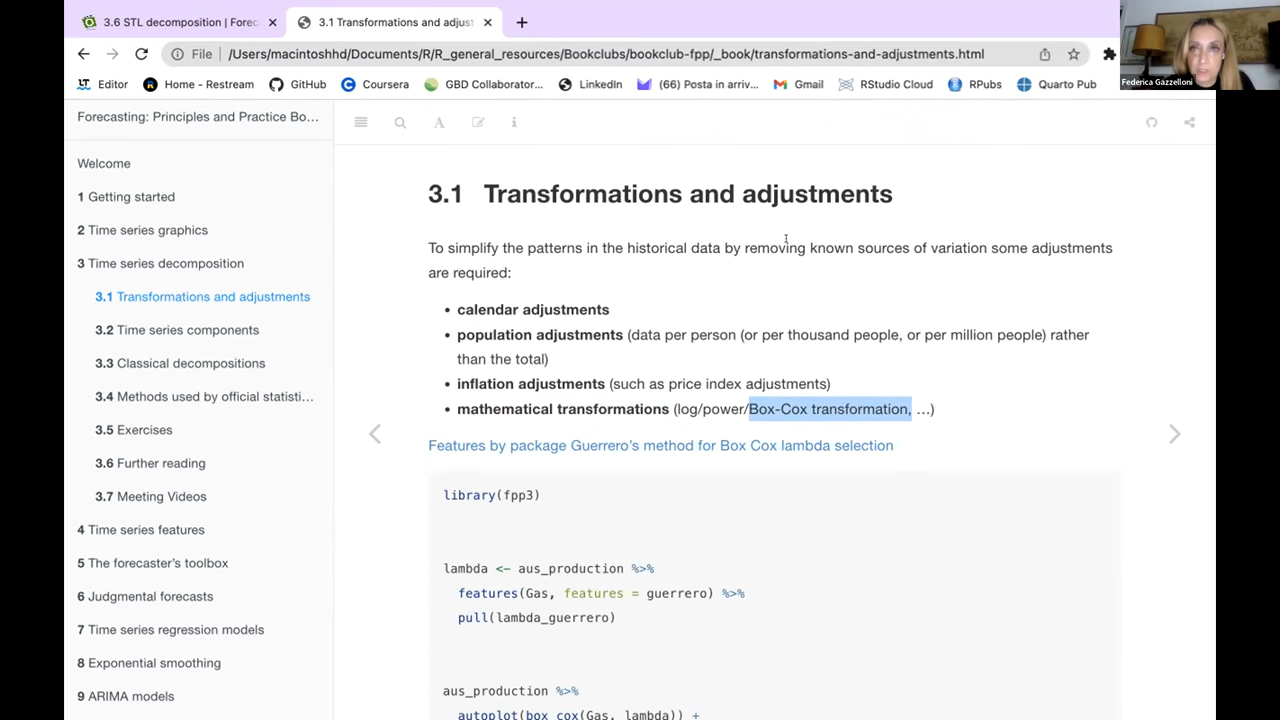 3.6 STL decomposition | Forec
3.1 Transformations and adjust
File | /Users/macintoshhd/Documents/R/R_general_resources/Bookclubs/bookclub-fpp/_book/transformations-and-adjustments.html
Editor
Home - Restream
GitHub
Coursera
GBD Collaborator...
LinkedIn
(66) Posta in arriv...
Gmail
RStudio Cloud
RPubs
Quarto Pub
Federica Gazzelloni
Forecasting: Principles and Practice Bo...
Welcome
1 Getting started
2 Time series graphics
3 Time series decomposition
3.1 Transformations and adjustments
3.2 Time series components
3.3 Classical decompositions
3.4 Methods used by official statisti...
3.5 Exercises
3.6 Further reading
3.7 Meeting Videos
4 Time series features
5 The forecaster's toolbox
6 Judgmental forecasts
7 Time series regression models
8 Exponential smoothing
9 ARIMA models
3.1 Transformations and adjustments
To simplify the patterns in the historical data by removing known sources of variation some adjustments
are required:
• calendar adjustments
• population adjustments (data per person (or per thousand people, or per million people) rather
than the total)
• inflation adjustments (such as price index adjustments)
• mathematical transformations (log/power/Box-Cox transformation, …)
Features by package Guerrero's method for Box Cox lambda selection
library(fpp3)
lambda <- aus_production %>%
features(Gas, features = guerrero) %>%
pull(lambda_guerrero)
aus_production %>%
autoplot(box_cox(Gas, lambda)) +